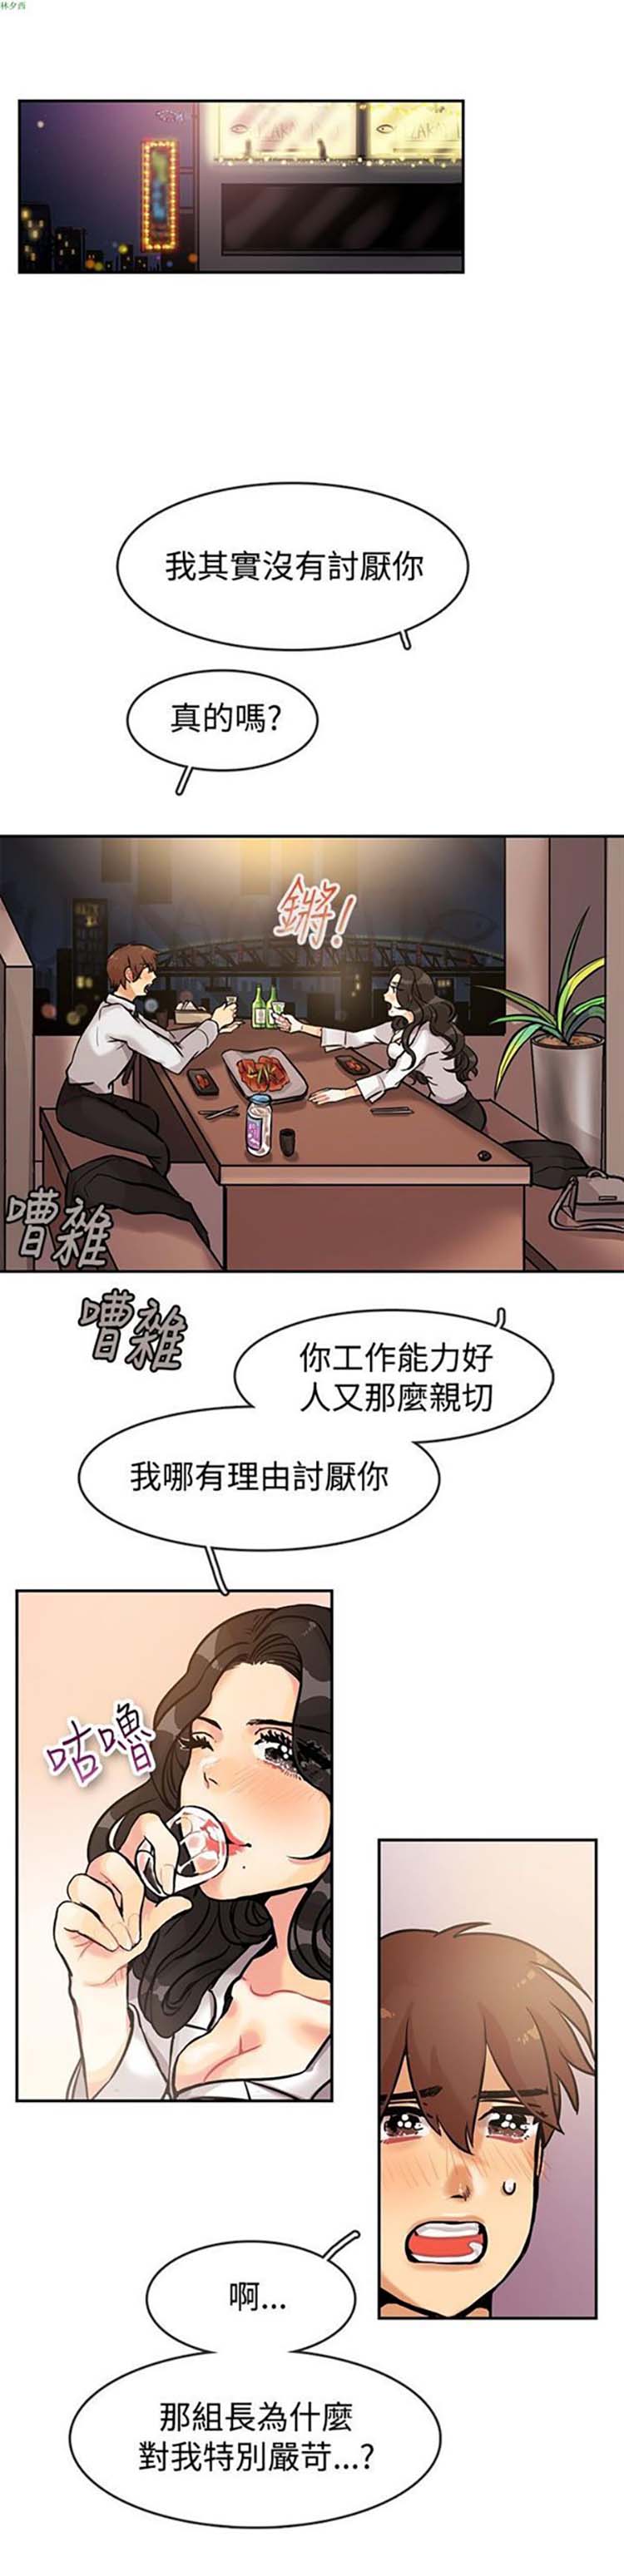 林夕西
IZAKAYA
我其實沒有討厭你
真的嗎?
鏘!
嘈雜
嘈雜
你工作能力好
人又那麼親切
我哪有理由討厭你
咕嚕
啊...
那組長為什麼
對我特別嚴苛...?